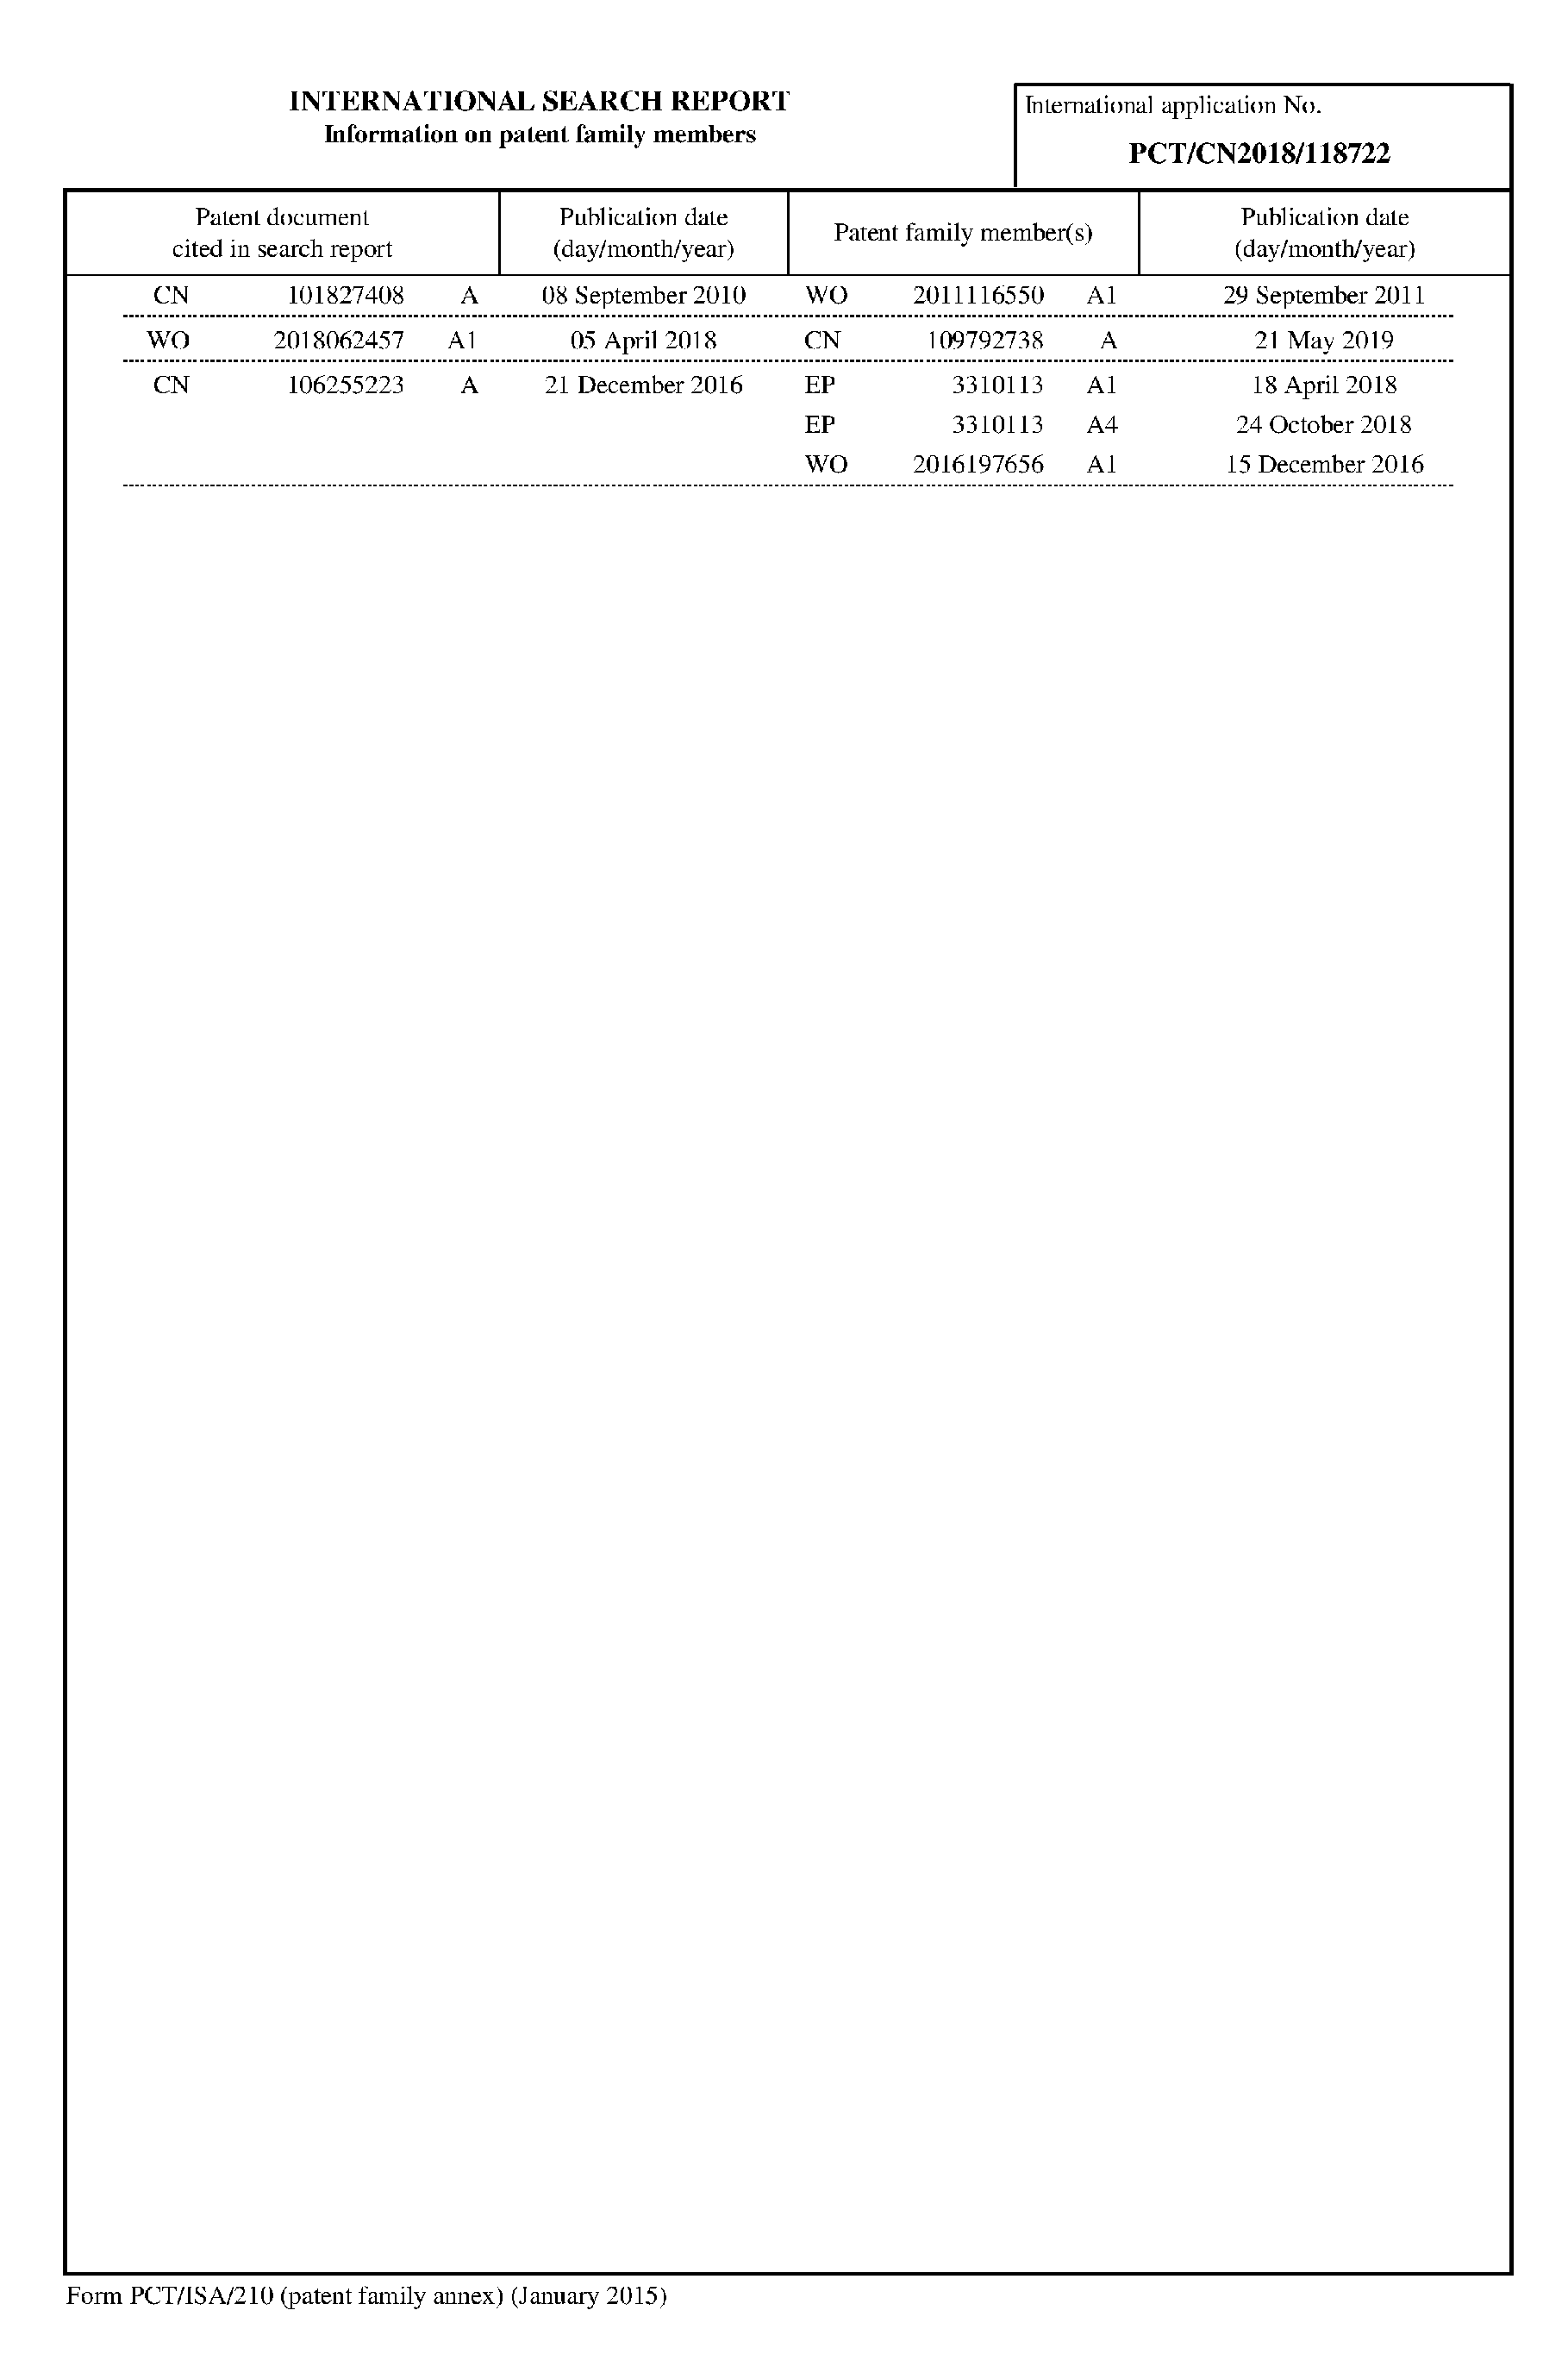 INTERNATIONAL SEARCH REPORT
Information on patent family members
International application No.
PCT/CN2018/118722
Patent document
cited in search report
Publication date
(day/month/year)
Patent family member(s)
Publication date
(day/month/year)
CN 101827408 A 08 September 2010 WO 2011116550 A1 29 September 2011
WO 2018062457 A1 05 April 2018 CN 109792738 A 21 May 2019
CN 106255223 A 21 December 2016 EP 3310113 A1 18 April 2018
EP 3310113 A4 24 October 2018
WO 2016197656 A1 15 December 2016
Form PCT/ISA/210 (patent family annex) (January 2015)